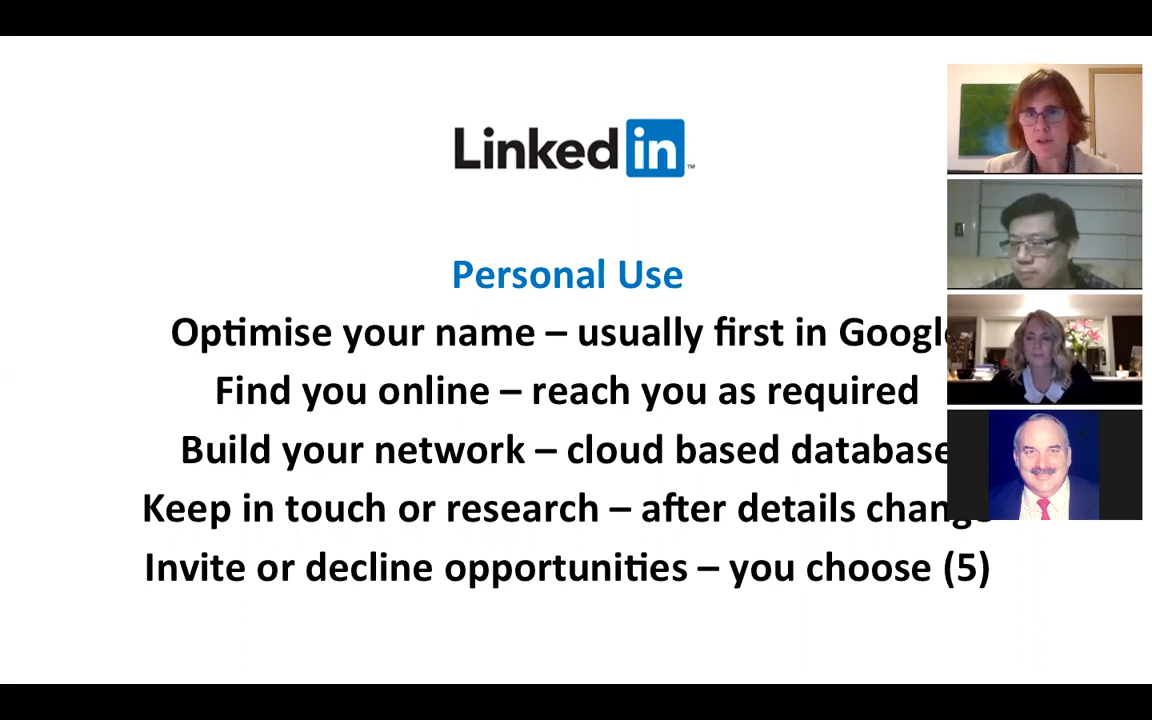 Linked in ™
Personal Use
Optimise your name – usually first in Google
Find you online – reach you as required
Build your network – cloud based database
Keep in touch or research – after details change
Invite or decline opportunities – you choose (5)